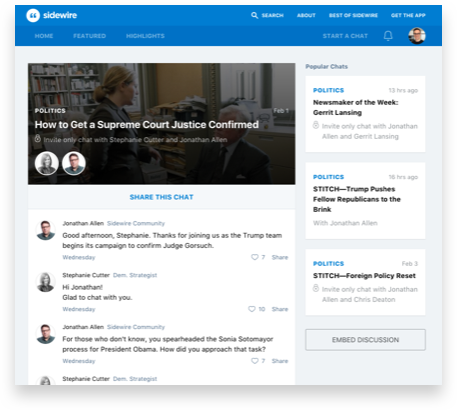 sidewire
SEARCH ABOUT BEST OF SIDEWIRE GET THE APP
HOME FEATURED HIGHLIGHTS START A CHAT
POLITICS Feb 1
How to Get a Supreme Court Justice Confirmed
Invite only chat with Stephanie Cutter and Jonathan Allen
SHARE THIS CHAT
Jonathan Allen Sidewire Community
Good afternoon, Stephanie. Thanks for joining us as the Trump team
begins its campaign to confirm Judge Gorsuch.
Wednesday 7 Share
Stephanie Cutter Dem. Strategist
Hi Jonathan!
Glad to chat with you.
Wednesday 10 Share
Jonathan Allen Sidewire Community
For those who don't know, you spearheaded the Sonia Sotomayor
process for President Obama. How did you approach that task?
Wednesday 7 Share
Stephanie Cutter Dem. Strategist
Popular Chats
POLITICS 13 hrs ago
Newsmaker of the Week:
Gerrit Lansing
Invite only chat with Jonathan
Allen and Gerrit Lansing
POLITICS 16 hrs ago
STITCH—Trump Pushes
Fellow Republicans to the
Brink
With Jonathan Allen
POLITICS Feb 3
STITCH—Foreign Policy Reset
Invite only chat with Jonathan
Allen and Chris Deaton
EMBED DISCUSSION